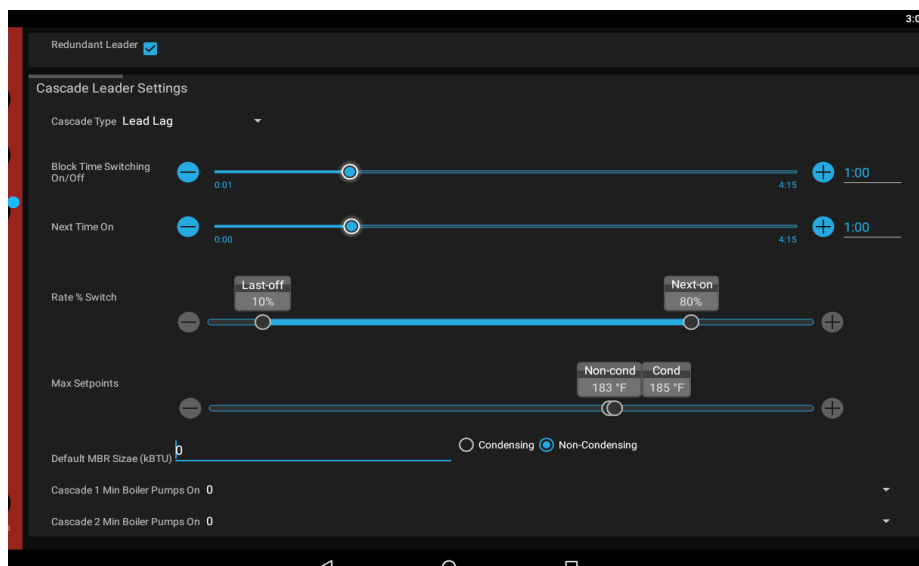 3:0
Redundant Leader
Cascade Leader Settings
Cascade Type Lead Lag
Block Time Switching
On/Off
0:01
4:15
1:00
Next Time On
0:00
4:15
1:00
Rate % Switch
Last-off
10%
Next-on
80%
Max Setpoints
Non-cond
183 °F
Cond
185 °F
Default MBR Sizae (kBTU) 0
Condensing
Non-Condensing
Cascade 1 Min Boiler Pumps On 0
Cascade 2 Min Boiler Pumps On 0